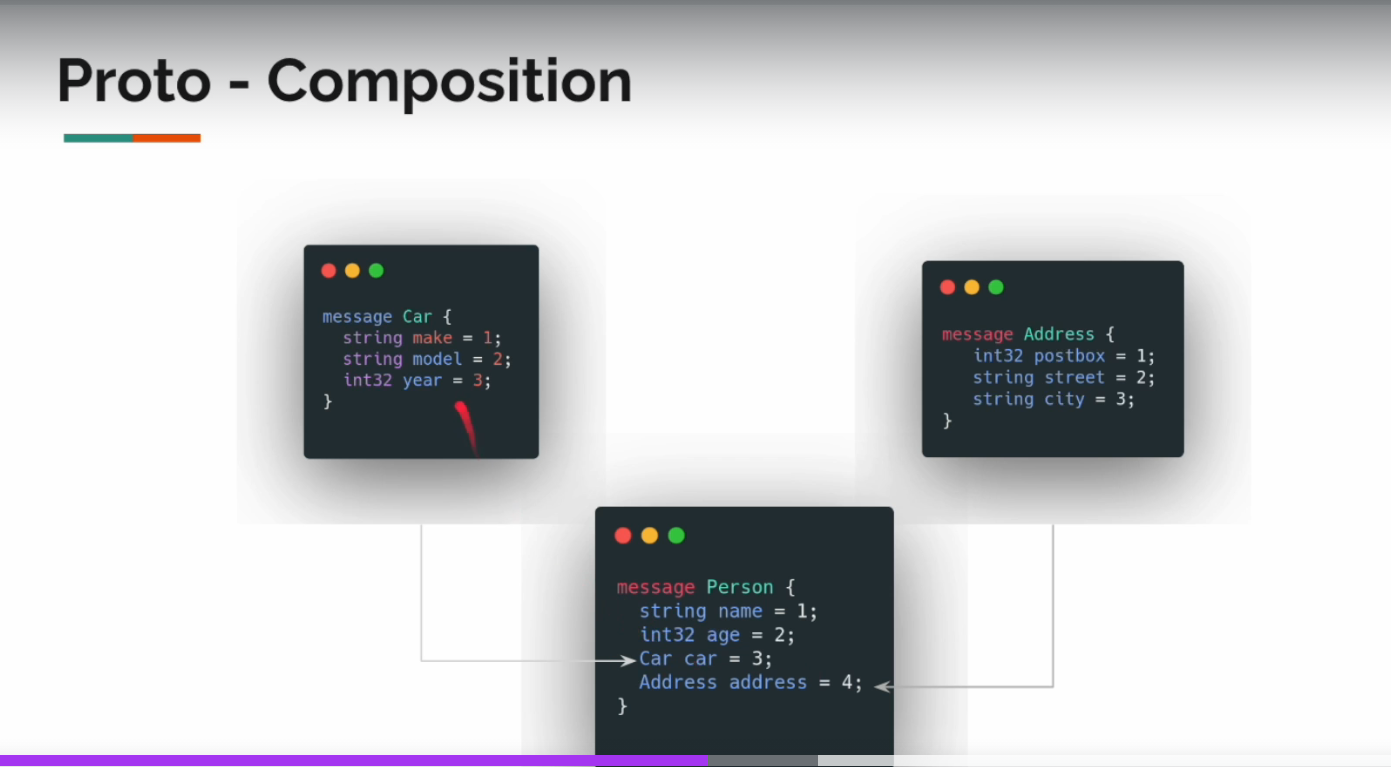 Proto - Composition
message Car {
string make = 1;
string model = 2;
int32 year = 3;
}
message Address {
int32 postbox = 1;
string street = 2;
string city = 3;
}
message Person {
string name = 1;
int32 age = 2;
Car car = 3;
Address address = 4;
}